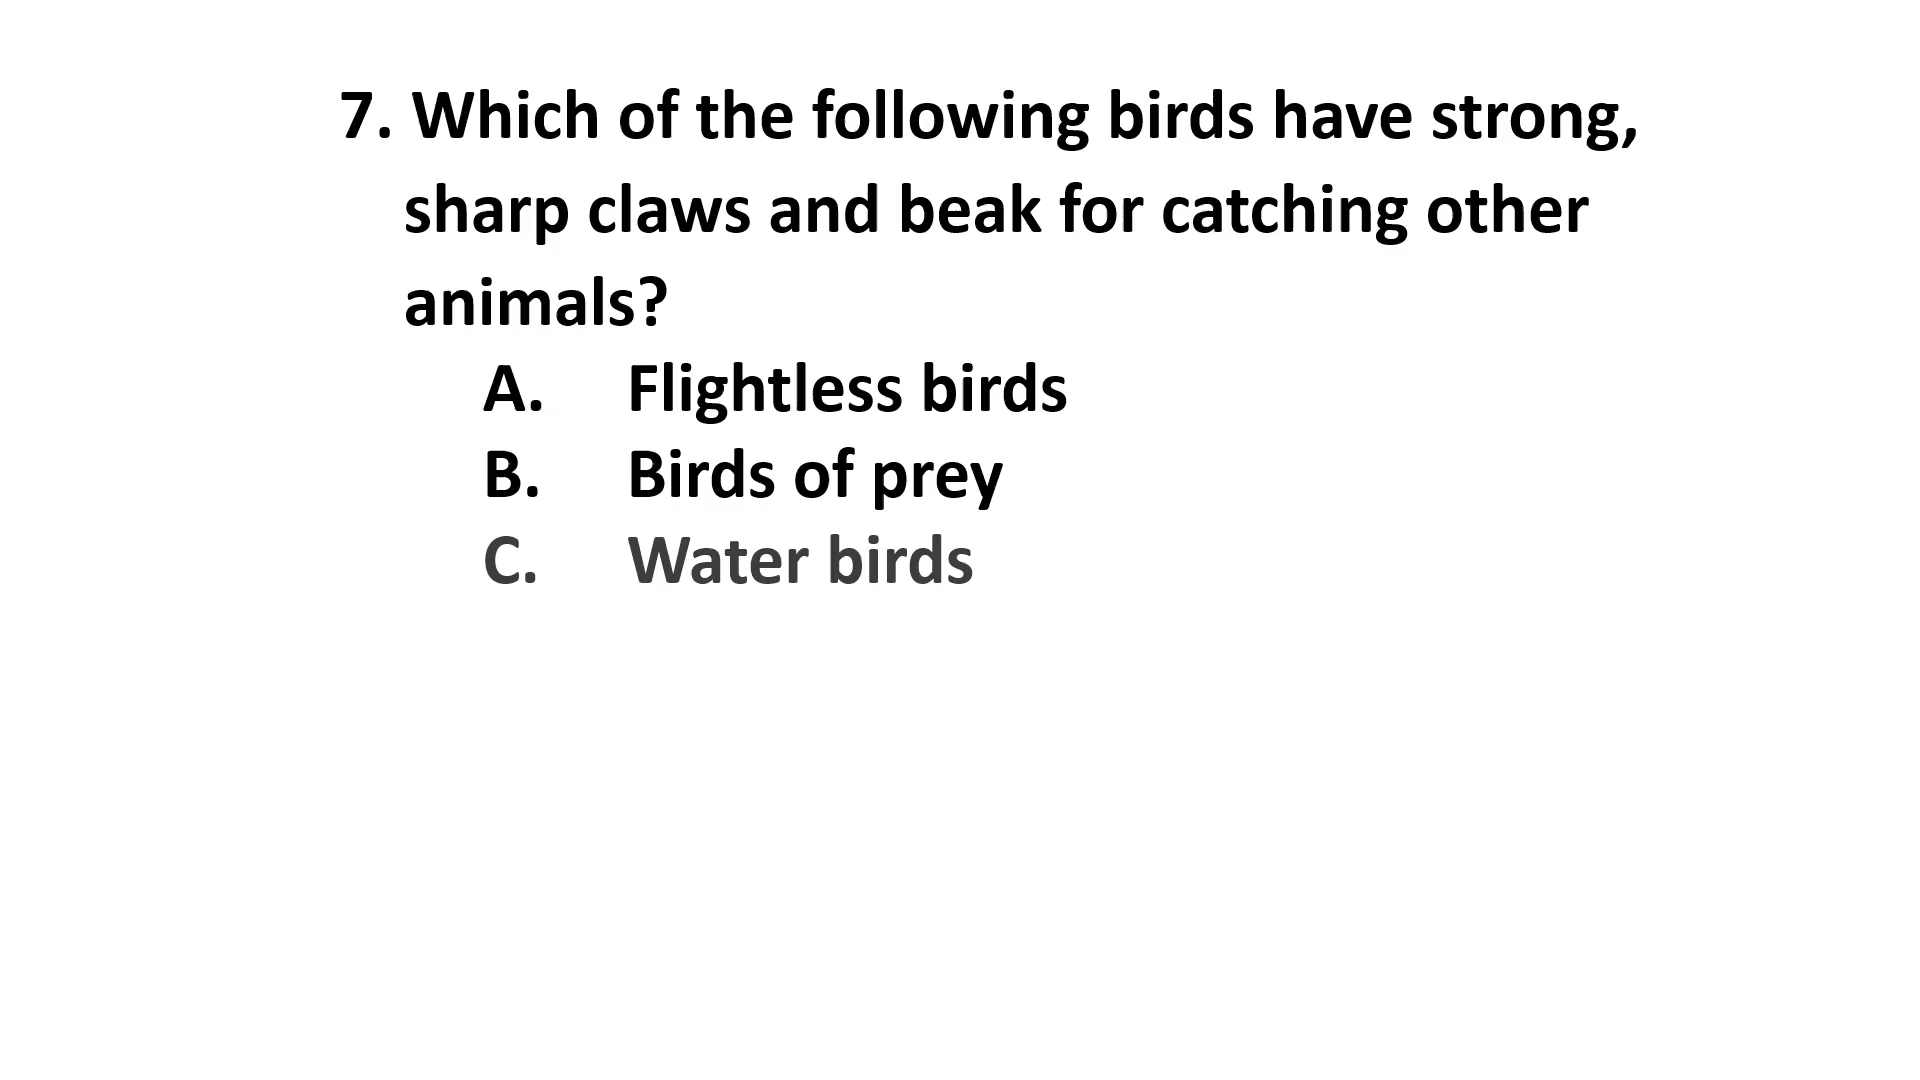 7. Which of the following birds have strong,
sharp claws and beak for catching other
animals?
A. Flightless birds
B. Birds of prey
C. Water birds